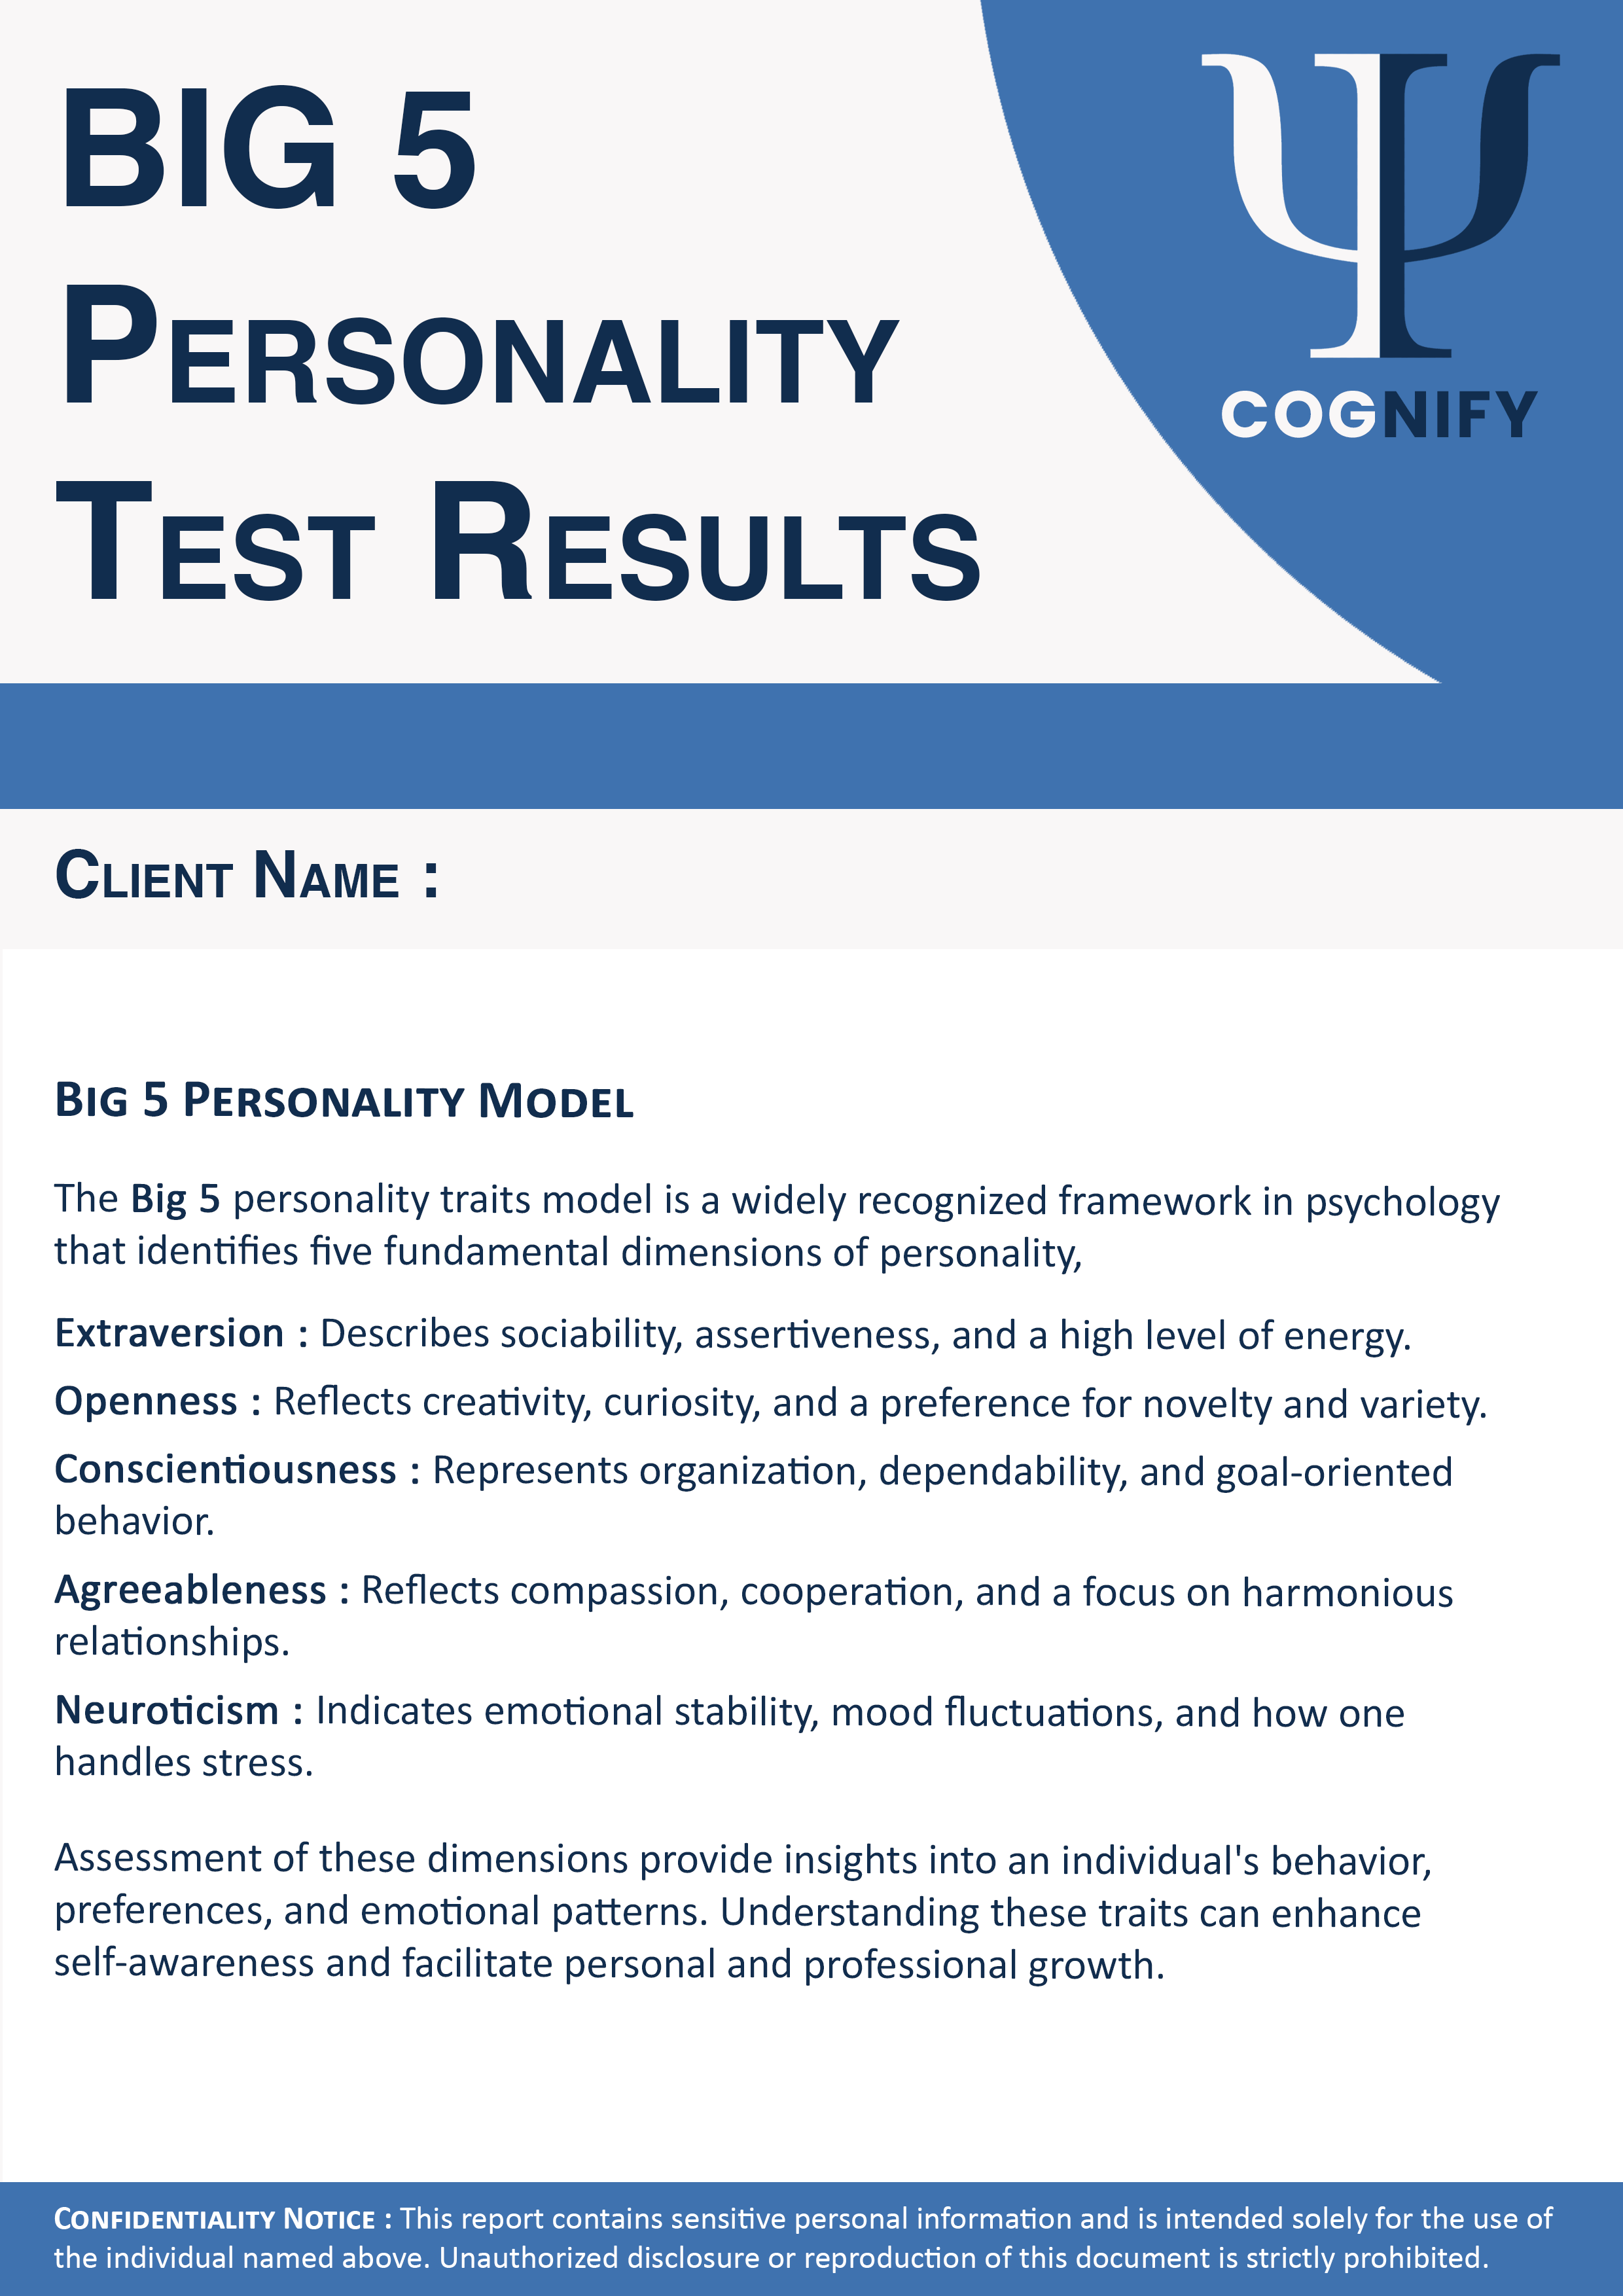 BIG 5
PERSONALITY
TEST RESULTS
COGNIFY
CLIENT NAME :
BIG 5 PERSONALITY MODEL
The Big 5 personality traits model is a widely recognized framework in psychology
that identifies five fundamental dimensions of personality,
Extraversion : Describes sociability, assertiveness, and a high level of energy.
Openness : Reflects creativity, curiosity, and a preference for novelty and variety.
Conscientiousness : Represents organization, dependability, and goal-oriented
behavior.
Agreeableness : Reflects compassion, cooperation, and a focus on harmonious
relationships.
Neuroticism : Indicates emotional stability, mood fluctuations, and how one
handles stress.
Assessment of these dimensions provide insights into an individual's behavior,
preferences, and emotional patterns. Understanding these traits can enhance
self-awareness and facilitate personal and professional growth.
CONFIDENTIALITY NOTICE : This report contains sensitive personal information and is intended solely for the use of
the individual named above. Unauthorized disclosure or reproduction of this document is strictly prohibited.